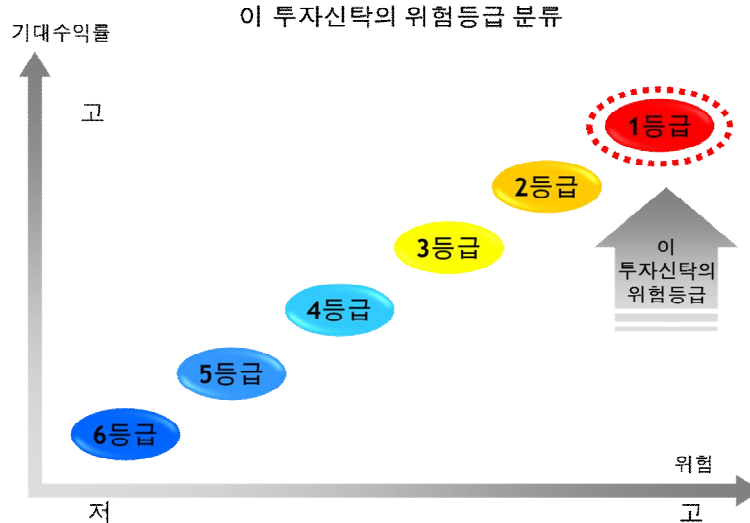 이 투자신탁의 위험등급 분류
기대수익률
고
1등급
2등급
3등급
이
투자신탁의
위험등급
4등급
5등급
6등급
위험
저
고